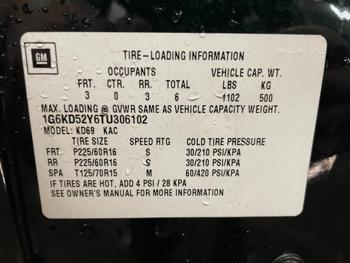 GM
TIRE-LOADING INFORMATION
OCCUPANTS VEHICLE CAP. WT.
FRT. CTR. RR. TOTAL LBS KG
3 0 3 6 1102 500
MAX. LOADING @ GVWR SAME AS VEHICLE CAPACITY WEIGHT.
1G6KD52Y6TU306102
MODEL: KD69 KAC
TIRE SIZE SPEED RTG COLD TIRE PRESSURE
FRT P225/60R16 S 30/210 PSI/KPA
RR P225/60R16 S 30/210 PSI/KPA
SPA T125/70R15 M 60/420 PSI/KPA
IF TIRES ARE HOT, ADD 4 PSI / 28 KPA
SEE OWNER'S MANUAL FOR MORE INFORMATION